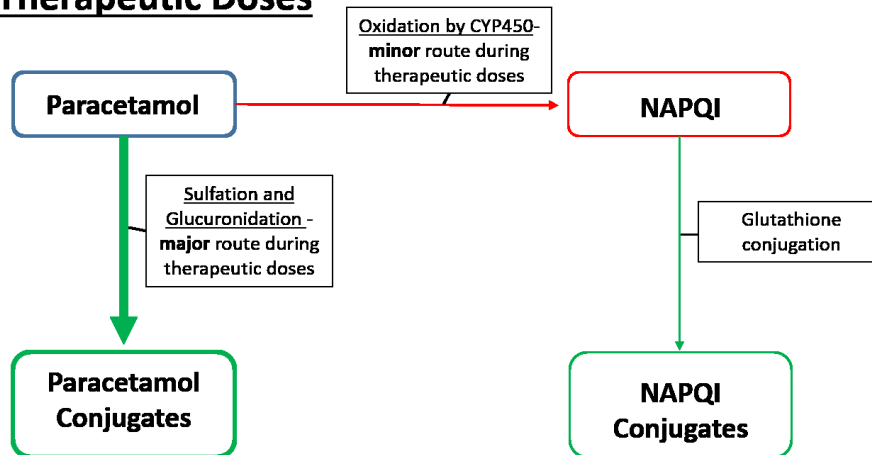 Therapeutic Doses
Oxidation by CYP450-
minor route during
therapeutic doses
Paracetamol
NAPQI
Sulfation and
Glucuronidation -
major route during
therapeutic doses
Glutathione
conjugation
Paracetamol
Conjugates
NAPQI
Conjugates